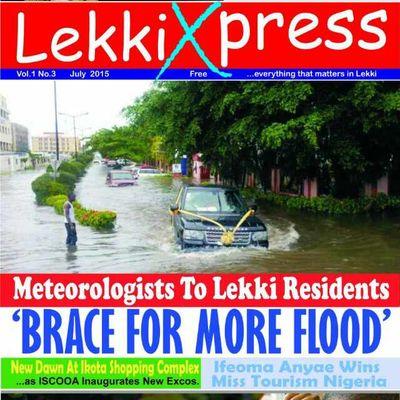 LekkiXpress
Vol.1 No.3 July 2015 Free ...everything that matters in Lekki
Meteorologists To Lekki Residents
‘BRACE FOR MORE FLOOD’
New Dawn At Ikota Shopping Complex
...as ISCOOA Inaugurates New Excos.
Ifeoma Anyae Wins
Miss Tourism Nigeria